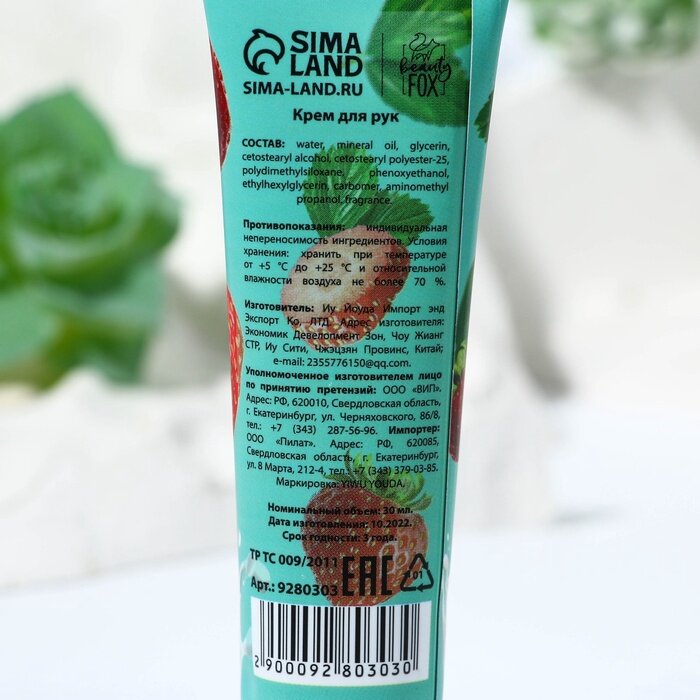 SIMA
LAND
SIMA-LAND.RU
beauty
FOX
Крем для рук
СОСТАВ: water, mineral oil, glycerin,
cetostearyl alcohol, cetostearyl polyester-25,
polydimethylsiloxane, phenoxyethanol,
ethylhexylglycerin, carbomer, aminomethyl
propanol, fragrance.
Противопоказания: индивидуальная
непереносимость ингредиентов. Условия
хранения: хранить при температуре
от +5 °C до +25 °C и относительной
влажности воздуха не более 70 %.
Изготовитель: Иу Йоуда Импорт энд
Экспорт Ко, ЛТД. Адрес изготовителя:
Экономик Девелопмент Зон, Чоу Жианг
СТР, Иу Сити, Чжэцзян Провинс, Китай;
e-mail: 2355776150@qq.com.
Уполномоченное изготовителем лицо
по принятию претензий: ООО «ВИП».
Адрес: РФ, 620010, Свердловская область,
г. Екатеринбург, ул. Черняховского, 86/8,
тел.: +7 (343) 287-56-96. Импортер:
ООО «Пилат». Адрес: РФ, 620085,
Свердловская область, г. Екатеринбург,
ул. 8 Марта, 212-4, тел.: +7 (343) 379-03-85.
Маркировка: YIWU YOUDA.
Номинальный объем: 30 мл.
Дата изготовления: 10.2022.
Срок годности: 3 года.
ТР ТС 009/2011 EAC 01
Арт.: 9280303
2 900092 803030